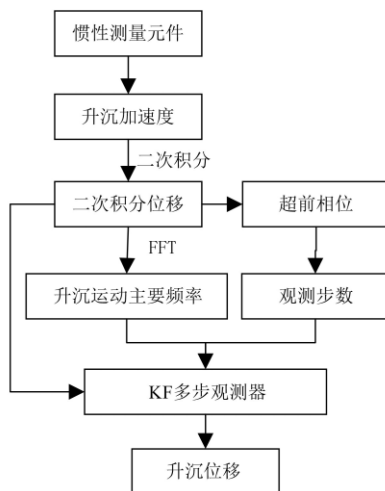 惯性测量元件
升沉加速度
二次积分
二次积分位移
超前相位
FFT
升沉运动主要频率
观测步数
KF多步观测器
升沉位移